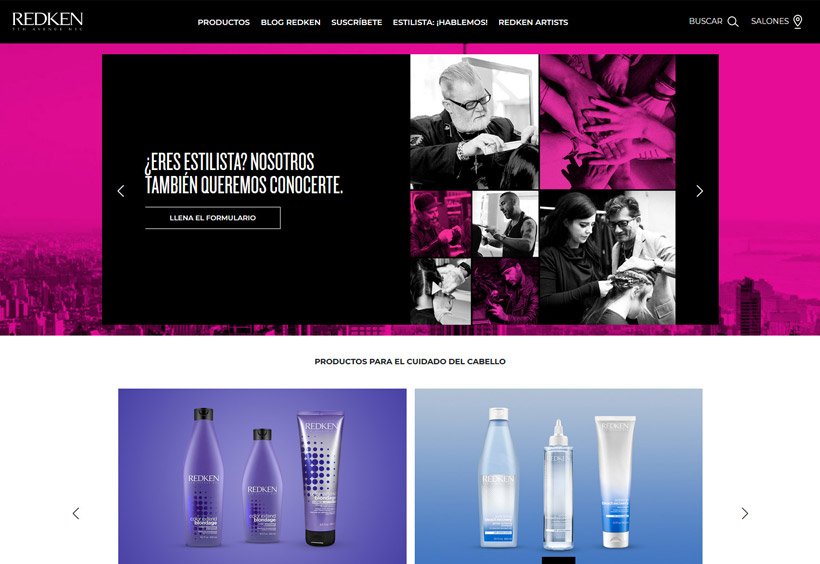 REDKEN
5TH AVENUE NYC
PRODUCTOS BLOG REDKEN SUSCRÍBETE ESTILISTA: ¡HABLEMOS! REDKEN ARTISTS
BUSCAR SALONES
¿ERES ESTILISTA? NOSOTROS
TAMBIÉN QUEREMOS CONOCERTE.
LLENA EL FORMULARIO
PRODUCTOS PARA EL CUIDADO DEL CABELLO
REDKEN
color extend
blondage
REDKEN
color extend
blondage
REDKEN
color extend
blondage
REDKEN
REDKEN
REDKEN